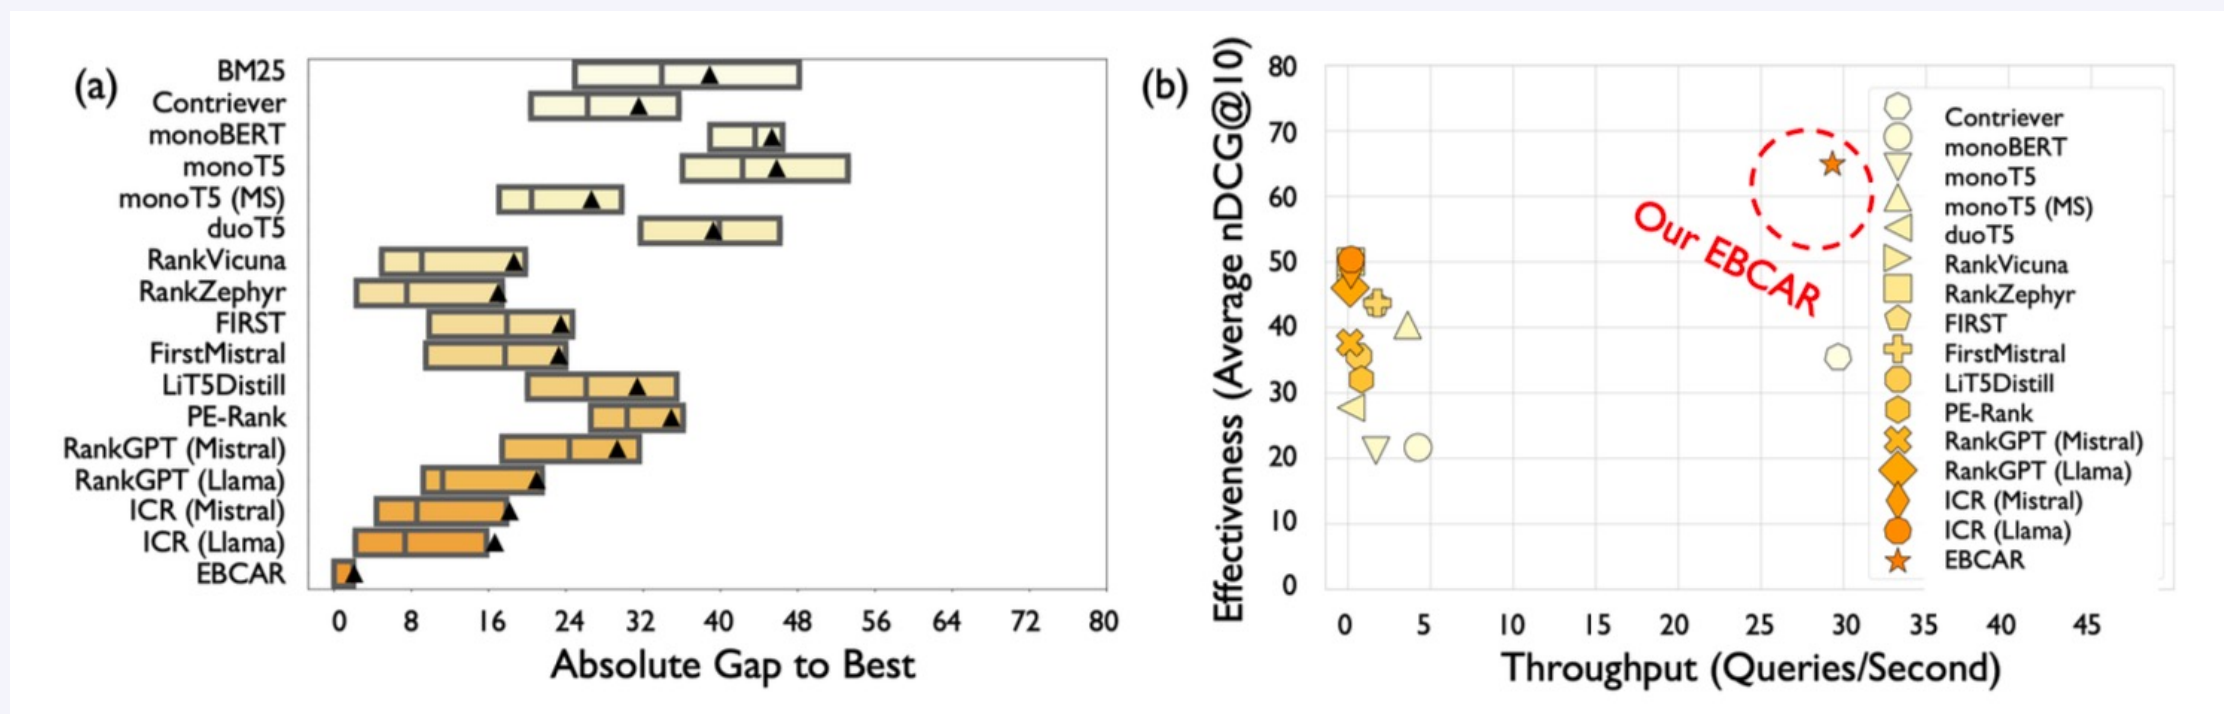 (a)
BM25
Contriever
monoBERT
monoT5
monoT5 (MS)
duoT5
RankVicuna
RankZephyr
FIRST
FirstMistral
LiT5Distill
PE-Rank
RankGPT (Mistral)
RankGPT (Llama)
ICR (Mistral)
ICR (Llama)
EBCAR
0 8 16 24 32 40 48 56 64 72 80
Absolute Gap to Best
(b)
Effectiveness (Average nDCG@10)
80
70
60
50
40
30
20
10
0
Our EBCAR
Contriever
monoBERT
monoT5
monoT5 (MS)
duoT5
RankVicuna
RankZephyr
FIRST
FirstMistral
LiT5Distill
PE-Rank
RankGPT (Mistral)
RankGPT (Llama)
ICR (Mistral)
ICR (Llama)
EBCAR
0 5 10 15 20 25 30 35 40 45
Throughput (Queries/Second)